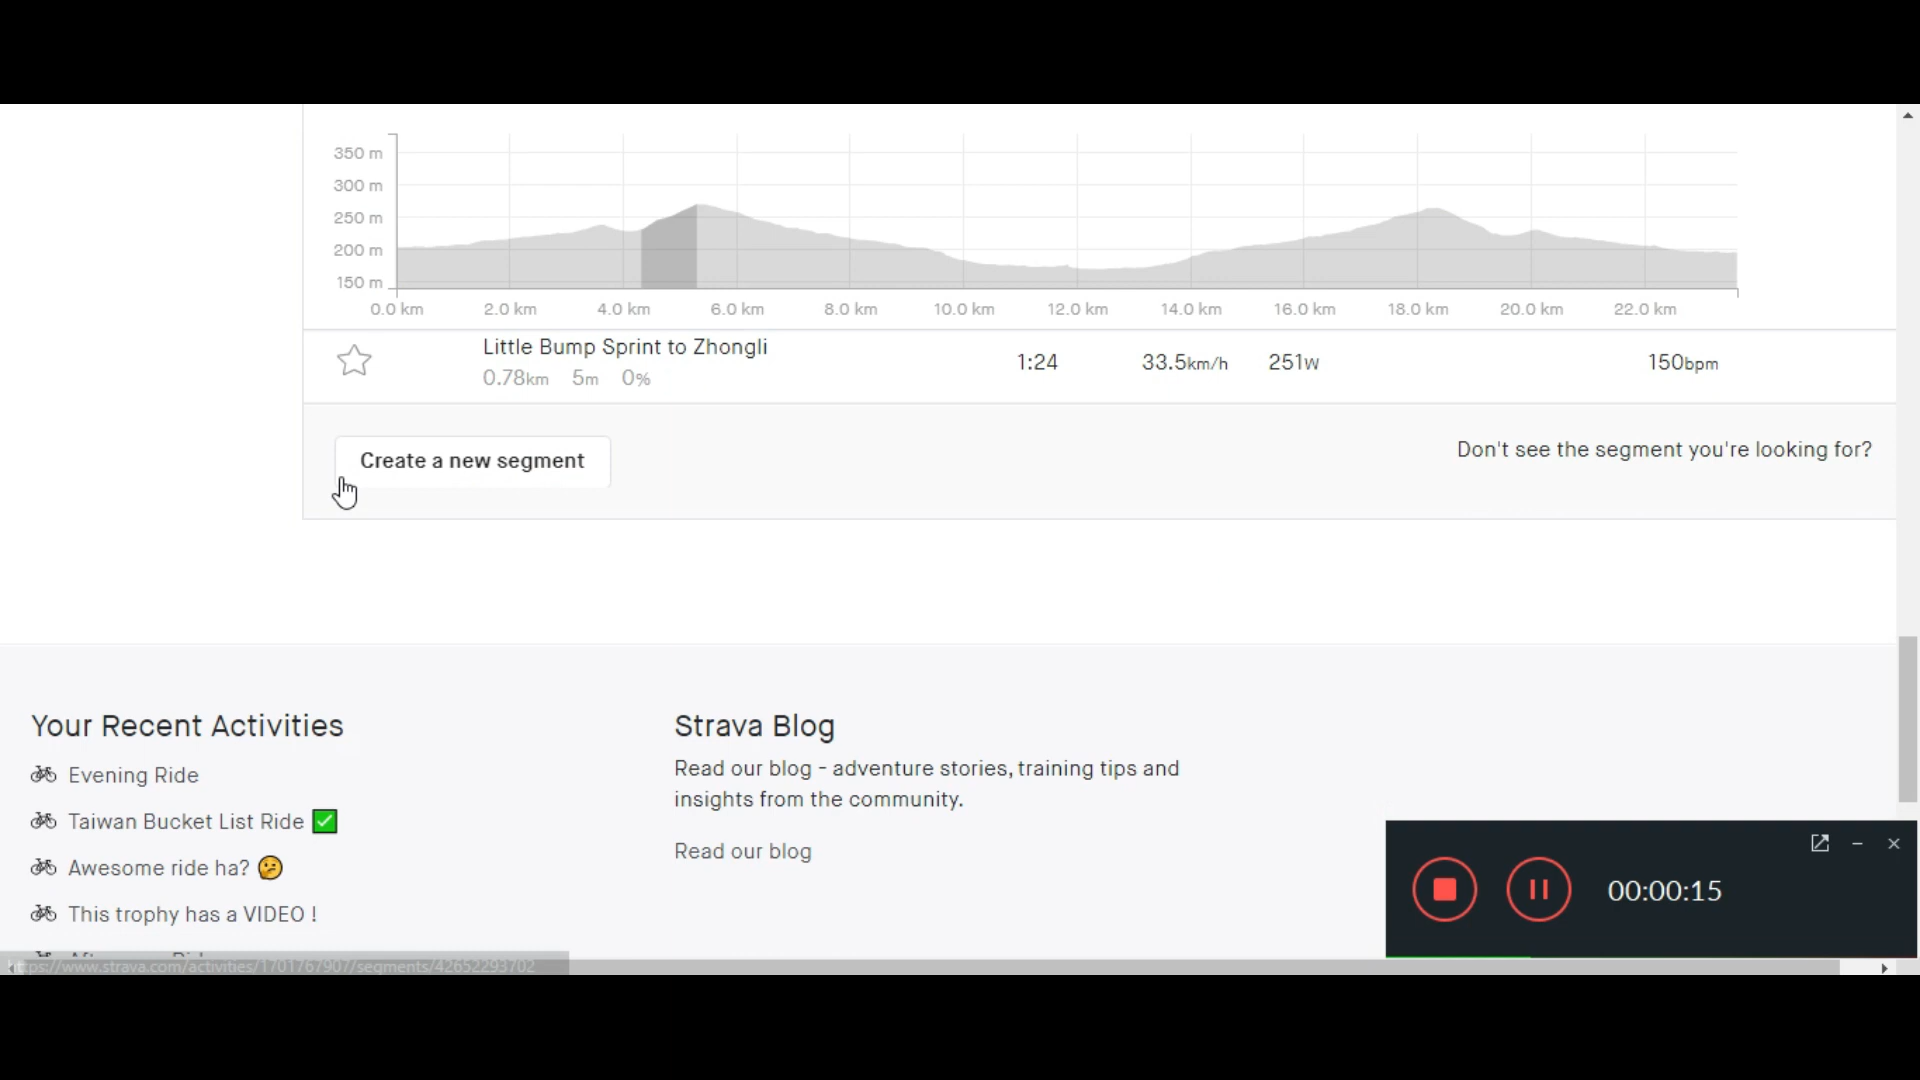 350 m
300 m
250 m
200 m
150 m
0.0 km 2.0 km 4.0 km 6.0 km 8.0 km 10.0 km 12.0 km 14.0 km 16.0 km 18.0 km 20.0 km 22.0 km
Little Bump Sprint to Zhongli
0.78km 5m 0%
1:24 33.5km/h 251W 150bpm
Create a new segment
Don't see the segment you're looking for?
Your Recent Activities
Evening Ride
Taiwan Bucket List Ride ✅
Awesome ride ha? 🤔
This trophy has a VIDEO !
Strava Blog
Read our blog - adventure stories, training tips and
insights from the community.
Read our blog
00:00:15